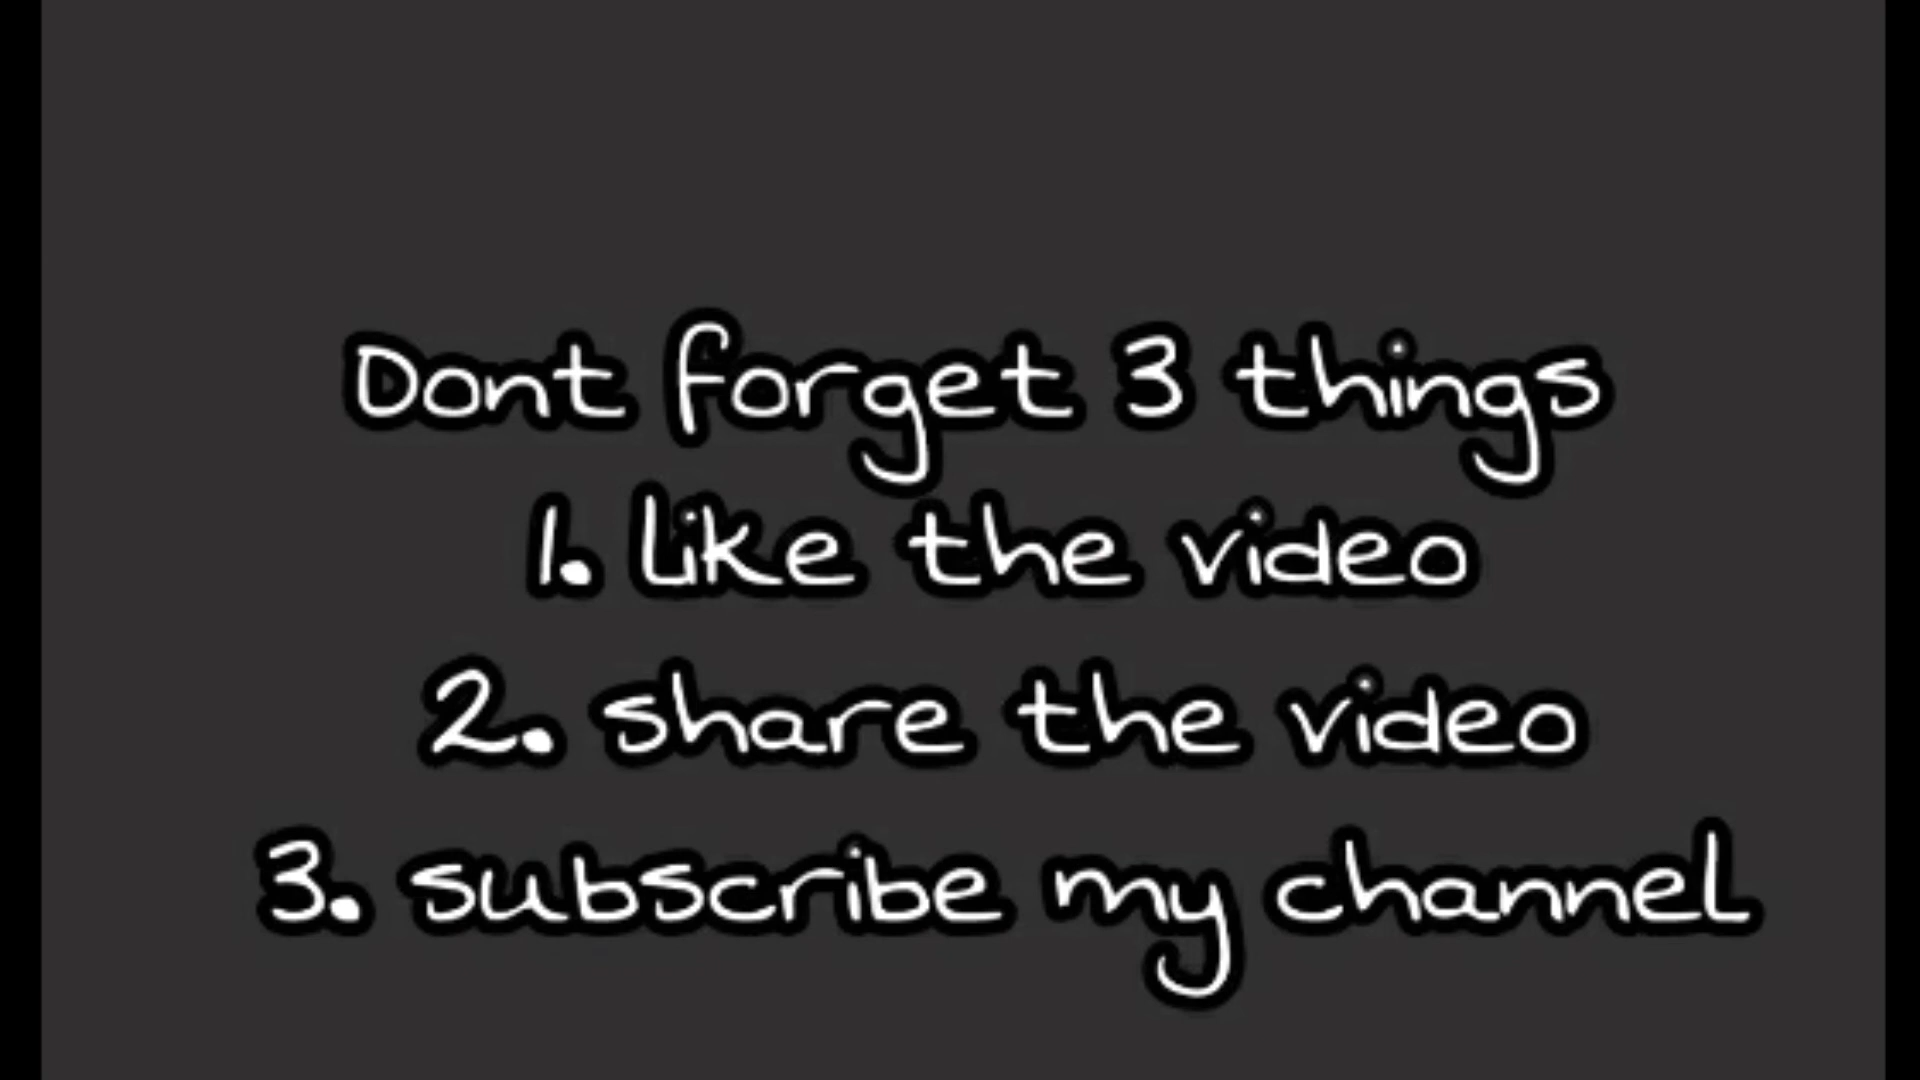 Dont forget 3 things
1. like the video
2. share the video
3. subscribe my channel